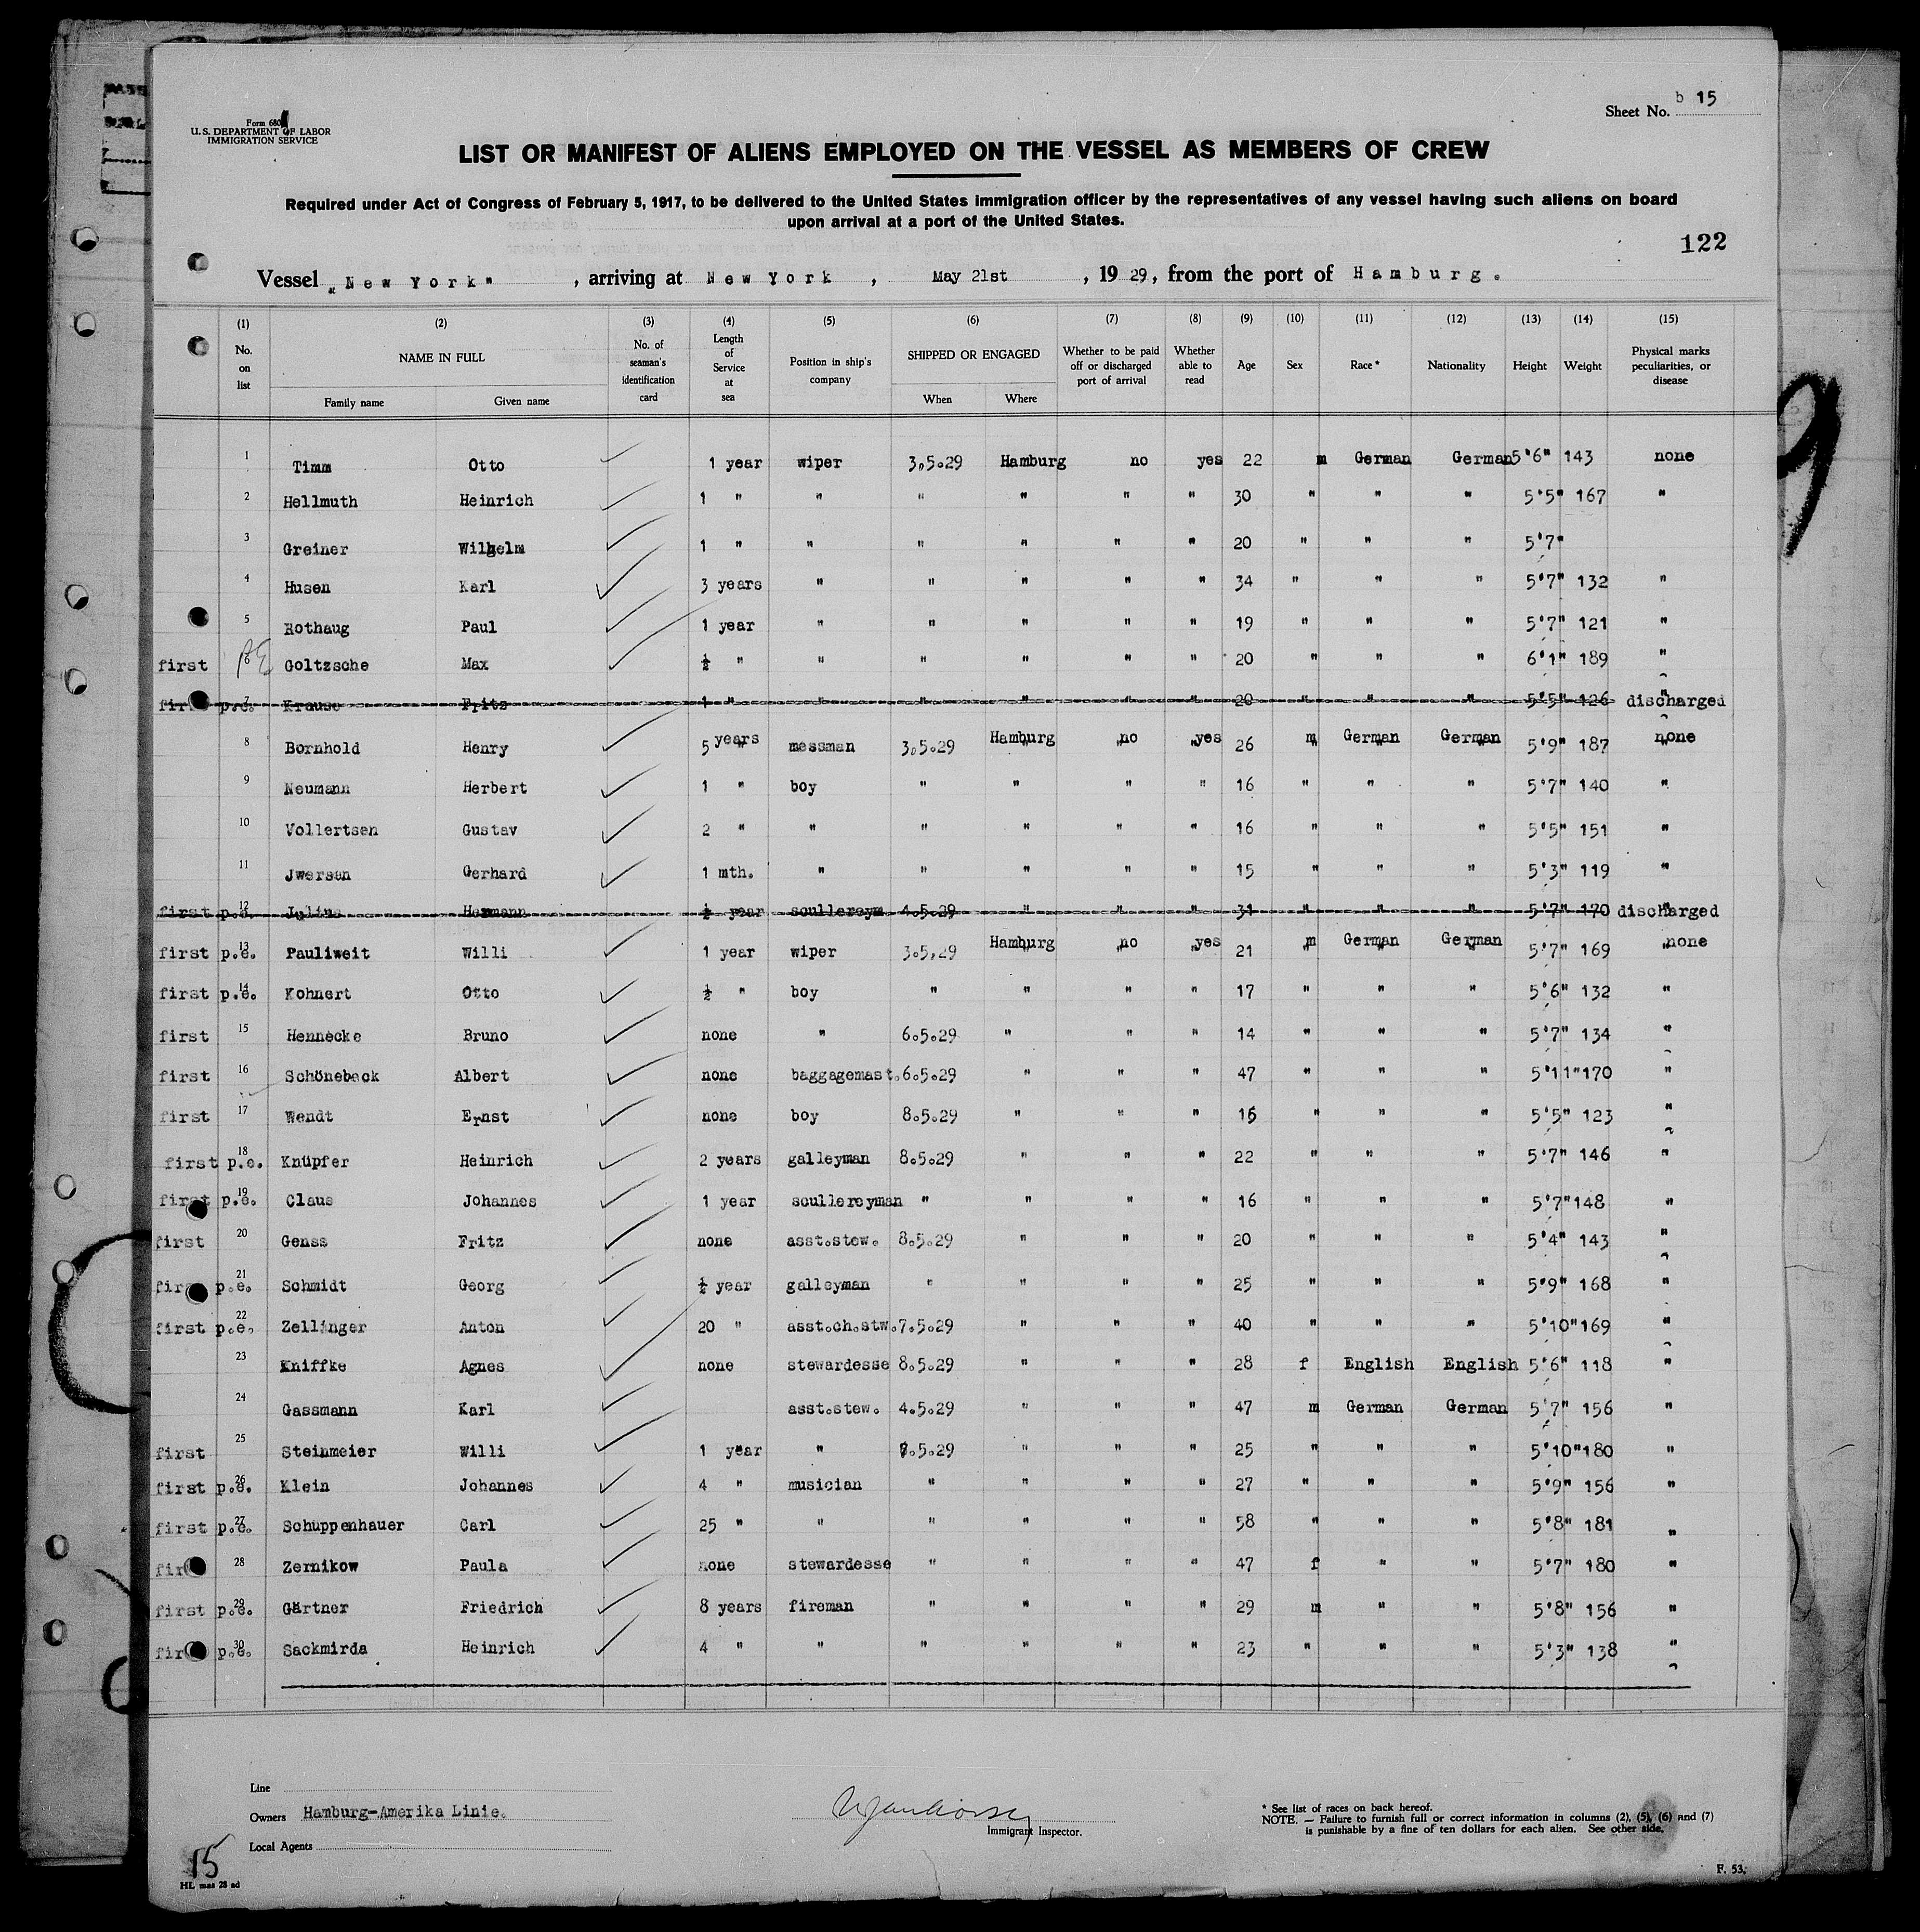 Sheet No. b 15
Form 680
U. S. DEPARTMENT OF LABOR
IMMIGRATION SERVICE
LIST OR MANIFEST OF ALIENS EMPLOYED ON THE VESSEL AS MEMBERS OF CREW
Required under Act of Congress of February 5, 1917, to be delivered to the United States immigration officer by the representatives of any vessel having such aliens on board
upon arrival at a port of the United States.
122
Vessel „New York" , arriving at New York , May 21st , 1929, from the port of Hamburg.
(1) No. on list (2) NAME IN FULL Family name Given name (3) No. of seaman's identification card (4) Length of Service at sea (5) Position in ship's company (6) SHIPPED OR ENGAGED When Where (7) Whether to be paid off or discharged port of arrival (8) Whether able to read (9) Age (10) Sex (11) Race* (12) Nationality (13) Height (14) Weight (15) Physical marks peculiarities, or disease
1 Timm Otto 1 year wiper 3.5.29 Hamburg no yes 22 m German German 5'6" 143 none
2 Hellmuth Heinrich 1 " " " " " " 30 " " " 5'5" 167 "
3 Greiner Wilhelm 1 " " " " " " 20 " " " 5'7"
4 Husen Karl 3 years " " " " " 34 " " " 5'7" 132 "
5 Rothaug Paul 1 year " " " " " 19 " " " 5'7" 121 "
first 6 Goltzsche Max ½ " " " " " " 20 " " " 6'1" 189 "
first p.e. 7 Krause Fritz 1 " " " " " " 20 " " " 5'5" 126 " discharged
8 Bornhold Henry 5 years messman 3.5.29 Hamburg no yes 26 m German German 5'9" 187 none
9 Neumann Herbert 1 " boy " " " " 16 " " " 5'7" 140 "
10 Vollertsen Gustav 2 " " " " " " 16 " " " 5'5" 151 "
11 Jwersen Gerhard 1 mth. " " " " " 15 " " " 5'3" 119 "
first p.e. 12 Julius Hermann ½ year scullereym 4.5.29 " " " 31 " " " 5'7" 170 " discharged
first p.e. 13 Pauliweit Willi 1 year wiper 3.5.29 Hamburg no yes 21 m German German 5'7" 169 none
first p.e. 14 Kohnert Otto ½ " boy " " " " 17 " " " 5'6" 132 "
first 15 Hennecke Bruno none " 6.5.29 " " " 14 " " " 5'7" 134 "
first 16 Schönebeck Albert none baggagemast.6.5.29 " " " 47 " " " 5'11" 170 "
first 17 Wendt Ernst none boy 8.5.29 " " " 16 " " " 5'5" 123 "
first p.e. 18 Knüpfer Heinrich 2 years galleyman 8.5.29 " " " 22 " " " 5'7" 146 "
first p.e. 19 Claus Johannes 1 year scullereyman " " " " 16 " " " 5'7" 148 "
first 20 Genss Fritz none asst.stew. 8.5.29 " " " 20 " " " 5'4" 143 "
first p.e. 21 Schmidt Georg ½ year galleyman " " " " 25 " " " 5'9" 168 "
first p.e. 22 Zellinger Anton 20 " asst.ch.stw.7.5.29 " " " 40 " " " 5'10" 169 "
23 Kniffke Agnes none stewardesse 8.5.29 " " " 28 f English English 5'6" 118 "
24 Gassmann Karl asst.stew. 4.5.29 " " " 47 m German German 5'7" 156 "
first 25 Steinmeier Willi 1 year " .5.29 " " " 25 " " " 5'10" 180 "
first p.e. 26 Klein Johannes 4 " musician " " " " 27 " " " 5'9" 156 "
first p.e. 27 Schuppenhauer Carl 25 " " " " " " 58 " " " 5'8" 181 "
first 28 Zernikow Paula none stewardesse " " " " 47 f " " 5'7" 180 "
first p.e. 29 Gärtner Friedrich 8 years fireman " " " " 29 m " " 5'8" 156 "
first p.e. 30 Sackmirda Heinrich 4 " " " " " " 23 " " " 5'3" 138 "
Line
Owners Hamburg-Amerika Linie.
Local Agents
Immigrant Inspector.
* See list of races on back hereof.
NOTE. — Failure to furnish full or correct information in columns (2), (5), (6) and (7)
is punishable by a fine of ten dollars for each alien. See other side.
15
HL mas 28 ad
F. 53.